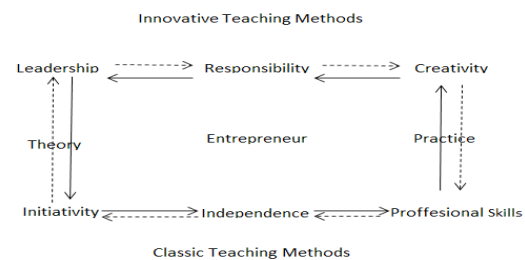 Innovative Teaching Methods
Leadership Responsibility Creativity
Theory Entrepreneur Practice
Initiativity Independence Proffesional Skills
Classic Teaching Methods